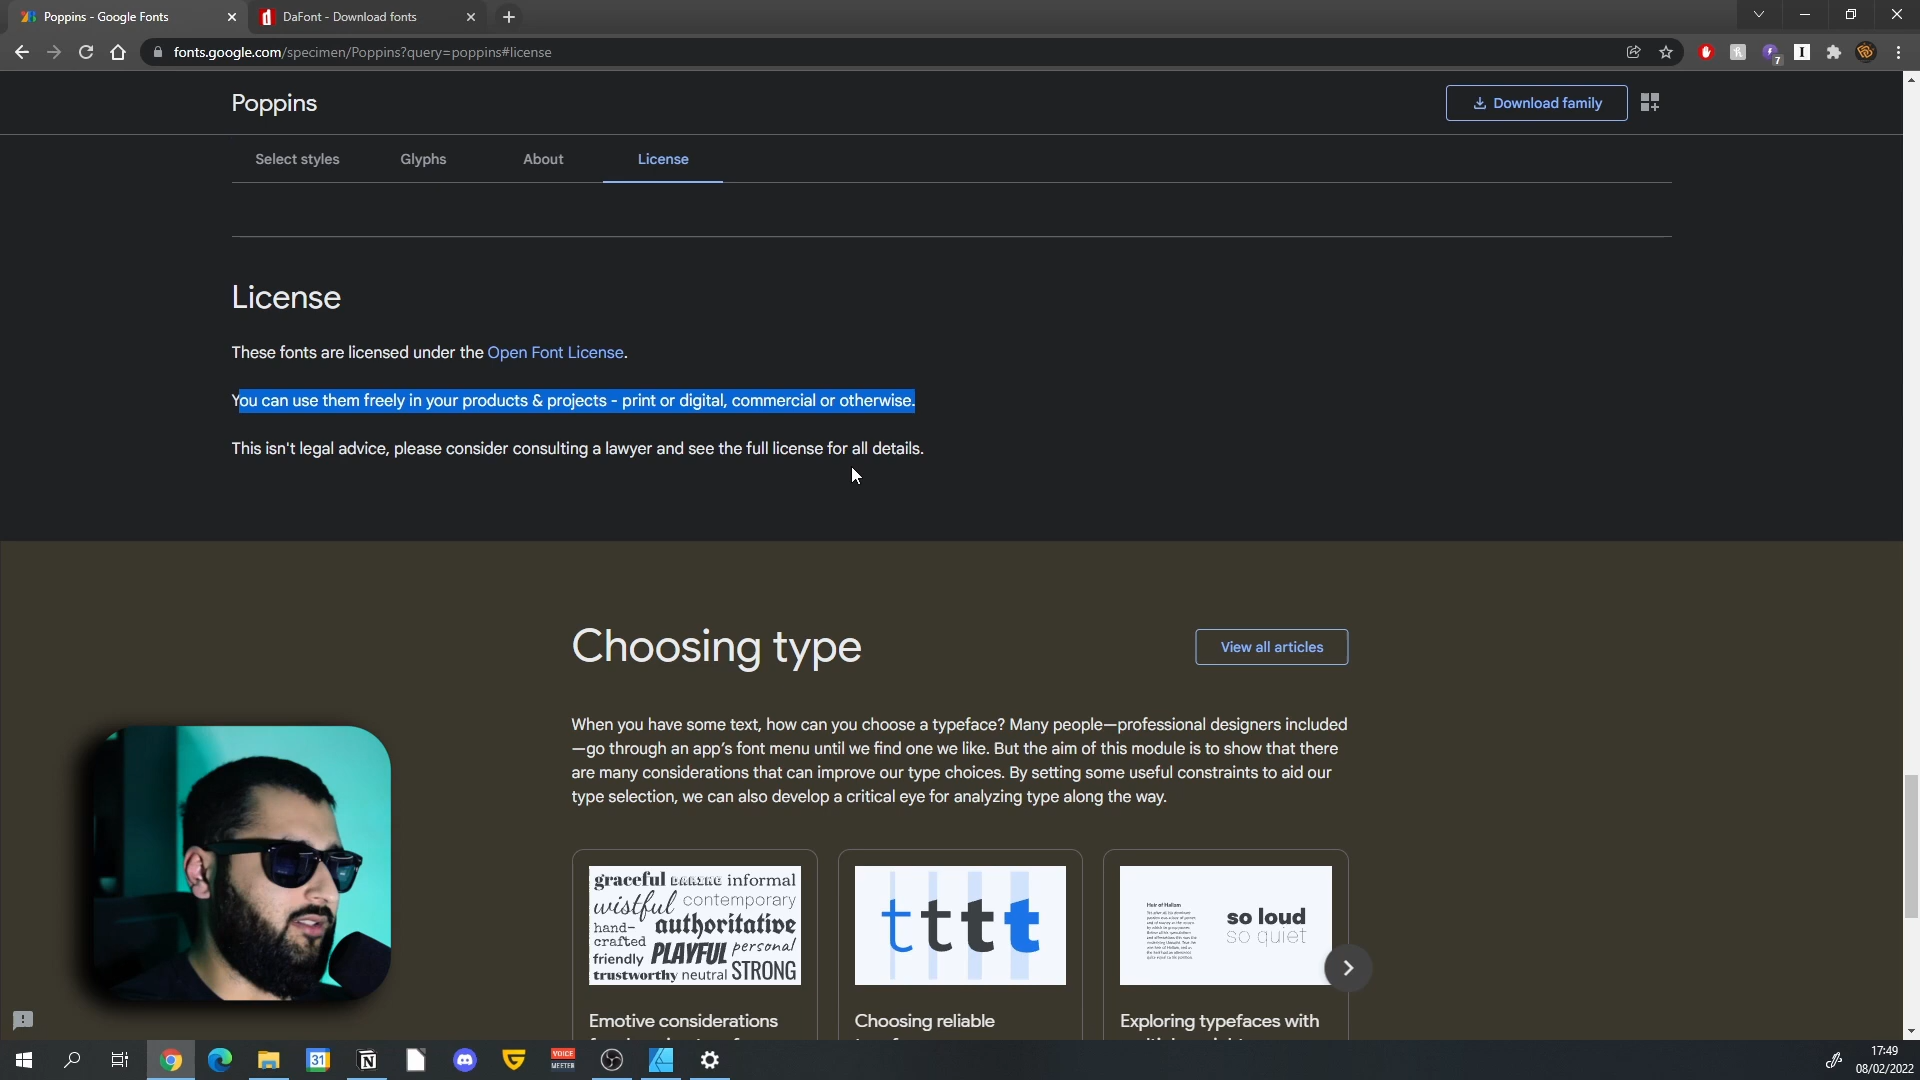 Poppins - Google Fonts
DaFont - Download fonts
fonts.google.com/specimen/Poppins?query=poppins#license
7
Poppins
Download family
Select styles
Glyphs
About
License
License
These fonts are licensed under the Open Font License.
You can use them freely in your products & projects - print or digital, commercial or otherwise.
This isn't legal advice, please consider consulting a lawyer and see the full license for all details.
Choosing type
View all articles
When you have some text, how can you choose a typeface? Many people—professional designers included
—go through an app's font menu until we find one we like. But the aim of this module is to show that there
are many considerations that can improve our type choices. By setting some useful constraints to aid our
type selection, we can also develop a critical eye for analyzing type along the way.
graceful informal
wistful contemporary
hand-
crafted authoritative
friendly PLAYFUL personal
trustworthy neutral STRONG
t t t t
so loud
so quiet
Emotive considerations
Choosing reliable
Exploring typefaces with
31
VOICE
MEETER
17:49
08/02/2022